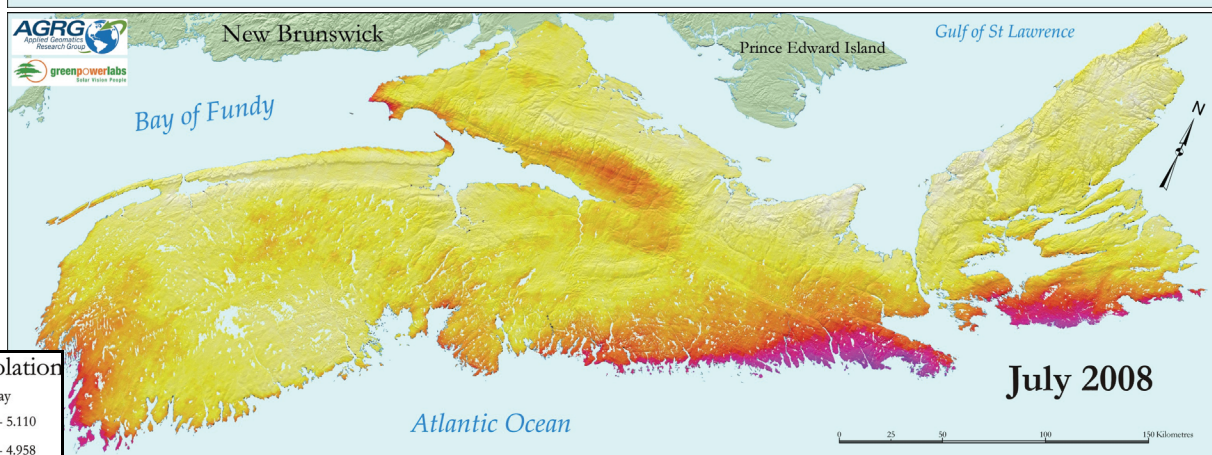 AGRG
Applied Geomatics
Research Group
greenpowerlabs
Solar Vision People
New Brunswick
Prince Edward Island
Gulf of St Lawrence
Bay of Fundy
N
July 2008
Atlantic Ocean
0 25 50 100 150 Kilometres
olation
ay
- 5.110
- 4.958